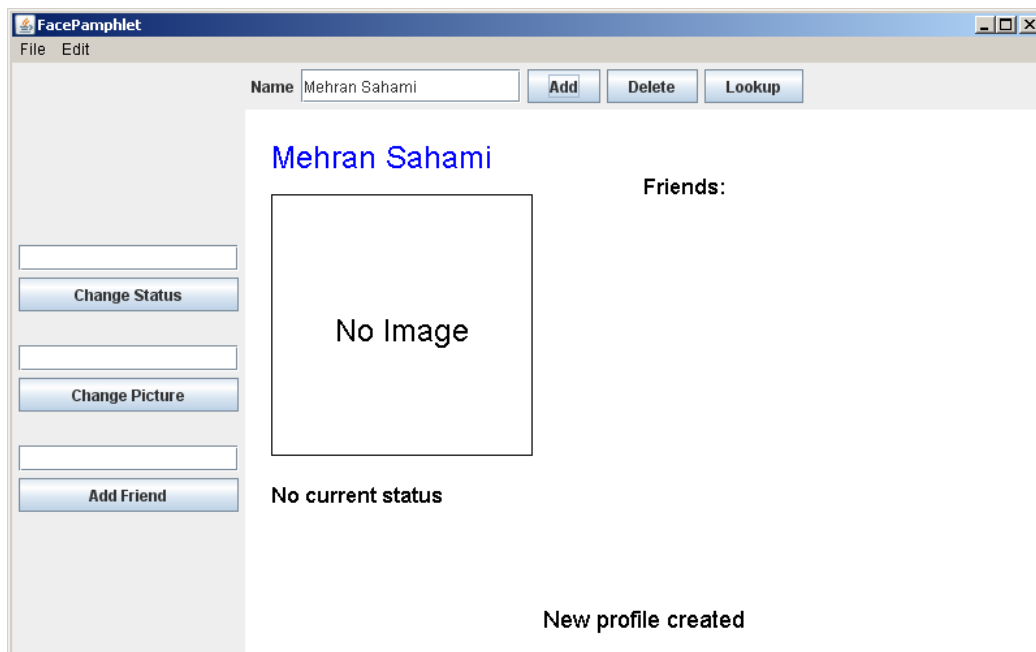 FacePamphlet
File Edit
Name Mehran Sahami Add Delete Lookup
Mehran Sahami
Friends:
Change Status
No Image
Change Picture
Add Friend
No current status
New profile created